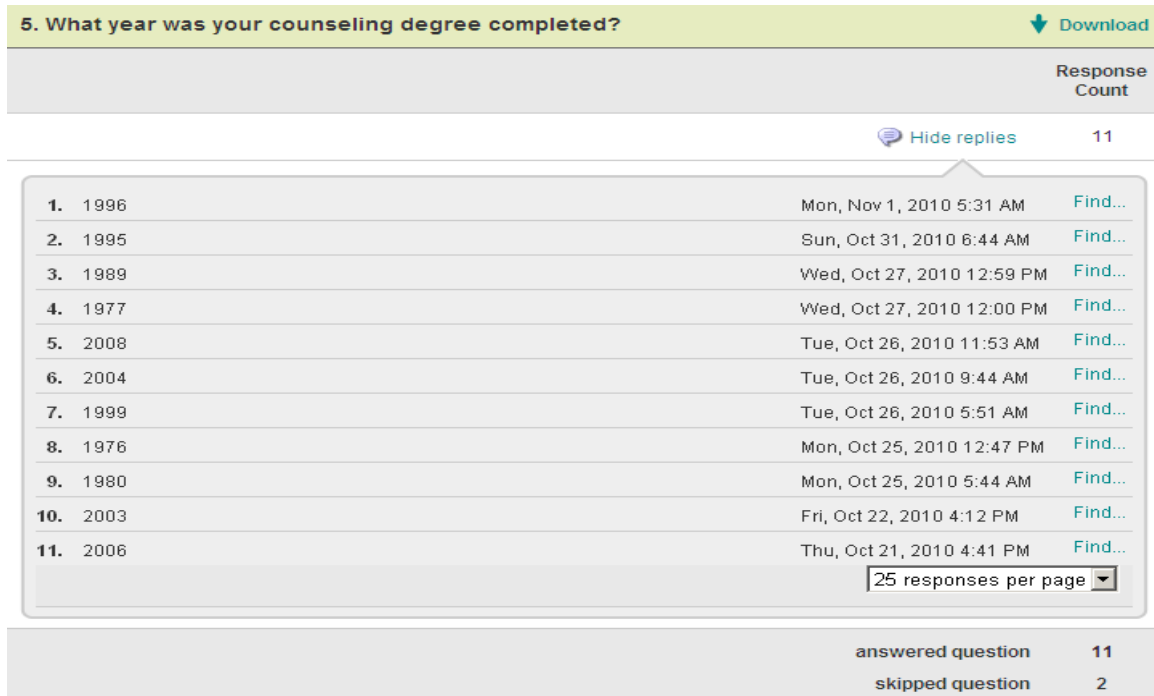 5. What year was your counseling degree completed? Download
Response
Count
Hide replies 11
1. 1996 Mon, Nov 1, 2010 5:31 AM Find...
2. 1995 Sun, Oct 31, 2010 6:44 AM Find...
3. 1989 Wed, Oct 27, 2010 12:59 PM Find...
4. 1977 Wed, Oct 27, 2010 12:00 PM Find...
5. 2008 Tue, Oct 26, 2010 11:53 AM Find...
6. 2004 Tue, Oct 26, 2010 9:44 AM Find...
7. 1999 Tue, Oct 26, 2010 5:51 AM Find...
8. 1976 Mon, Oct 25, 2010 12:47 PM Find...
9. 1980 Mon, Oct 25, 2010 5:44 AM Find...
10. 2003 Fri, Oct 22, 2010 4:12 PM Find...
11. 2006 Thu, Oct 21, 2010 4:41 PM Find...
25 responses per page
answered question 11
skipped question 2